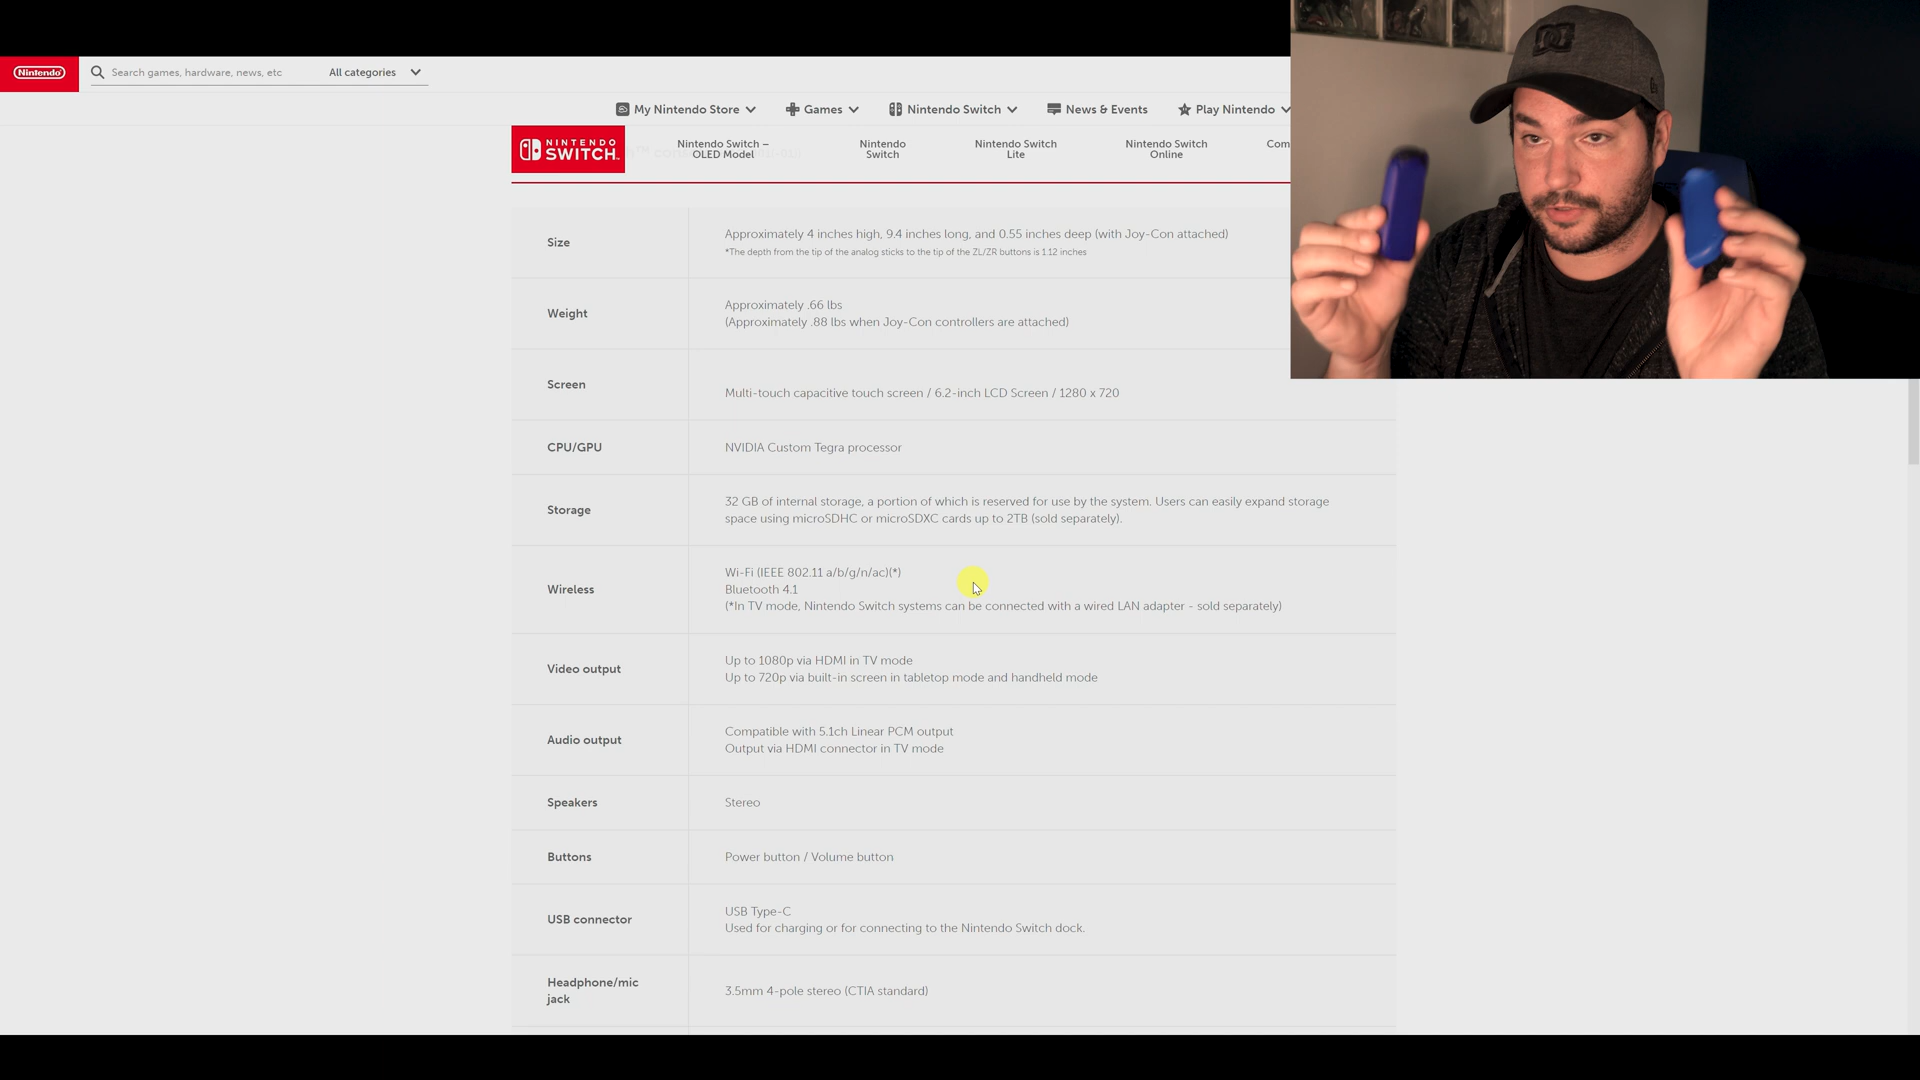 Nintendo
Search games, hardware, news, etc
All categories
My Nintendo Store
Games
Nintendo Switch
News & Events
Play Nintendo
NINTENDO
SWITCH
Nintendo Switch –
OLED Model
Nintendo
Switch
Nintendo Switch
Lite
Nintendo Switch
Online
Com
Size
Approximately 4 inches high, 9.4 inches long, and 0.55 inches deep (with Joy-Con attached)
*The depth from the tip of the analog sticks to the tip of the ZL/ZR buttons is 1.12 inches
Weight
Approximately .66 lbs
(Approximately .88 lbs when Joy-Con controllers are attached)
Screen
Multi-touch capacitive touch screen / 6.2-inch LCD Screen / 1280 x 720
CPU/GPU
NVIDIA Custom Tegra processor
Storage
32 GB of internal storage, a portion of which is reserved for use by the system. Users can easily expand storage
space using microSDHC or microSDXC cards up to 2TB (sold separately).
Wireless
Wi-Fi (IEEE 802.11 a/b/g/n/ac)(*)
Bluetooth 4.1
(*In TV mode, Nintendo Switch systems can be connected with a wired LAN adapter - sold separately)
Video output
Up to 1080p via HDMI in TV mode
Up to 720p via built-in screen in tabletop mode and handheld mode
Audio output
Compatible with 5.1ch Linear PCM output
Output via HDMI connector in TV mode
Speakers
Stereo
Buttons
Power button / Volume button
USB connector
USB Type-C
Used for charging or for connecting to the Nintendo Switch dock.
Headphone/mic
jack
3.5mm 4-pole stereo (CTIA standard)